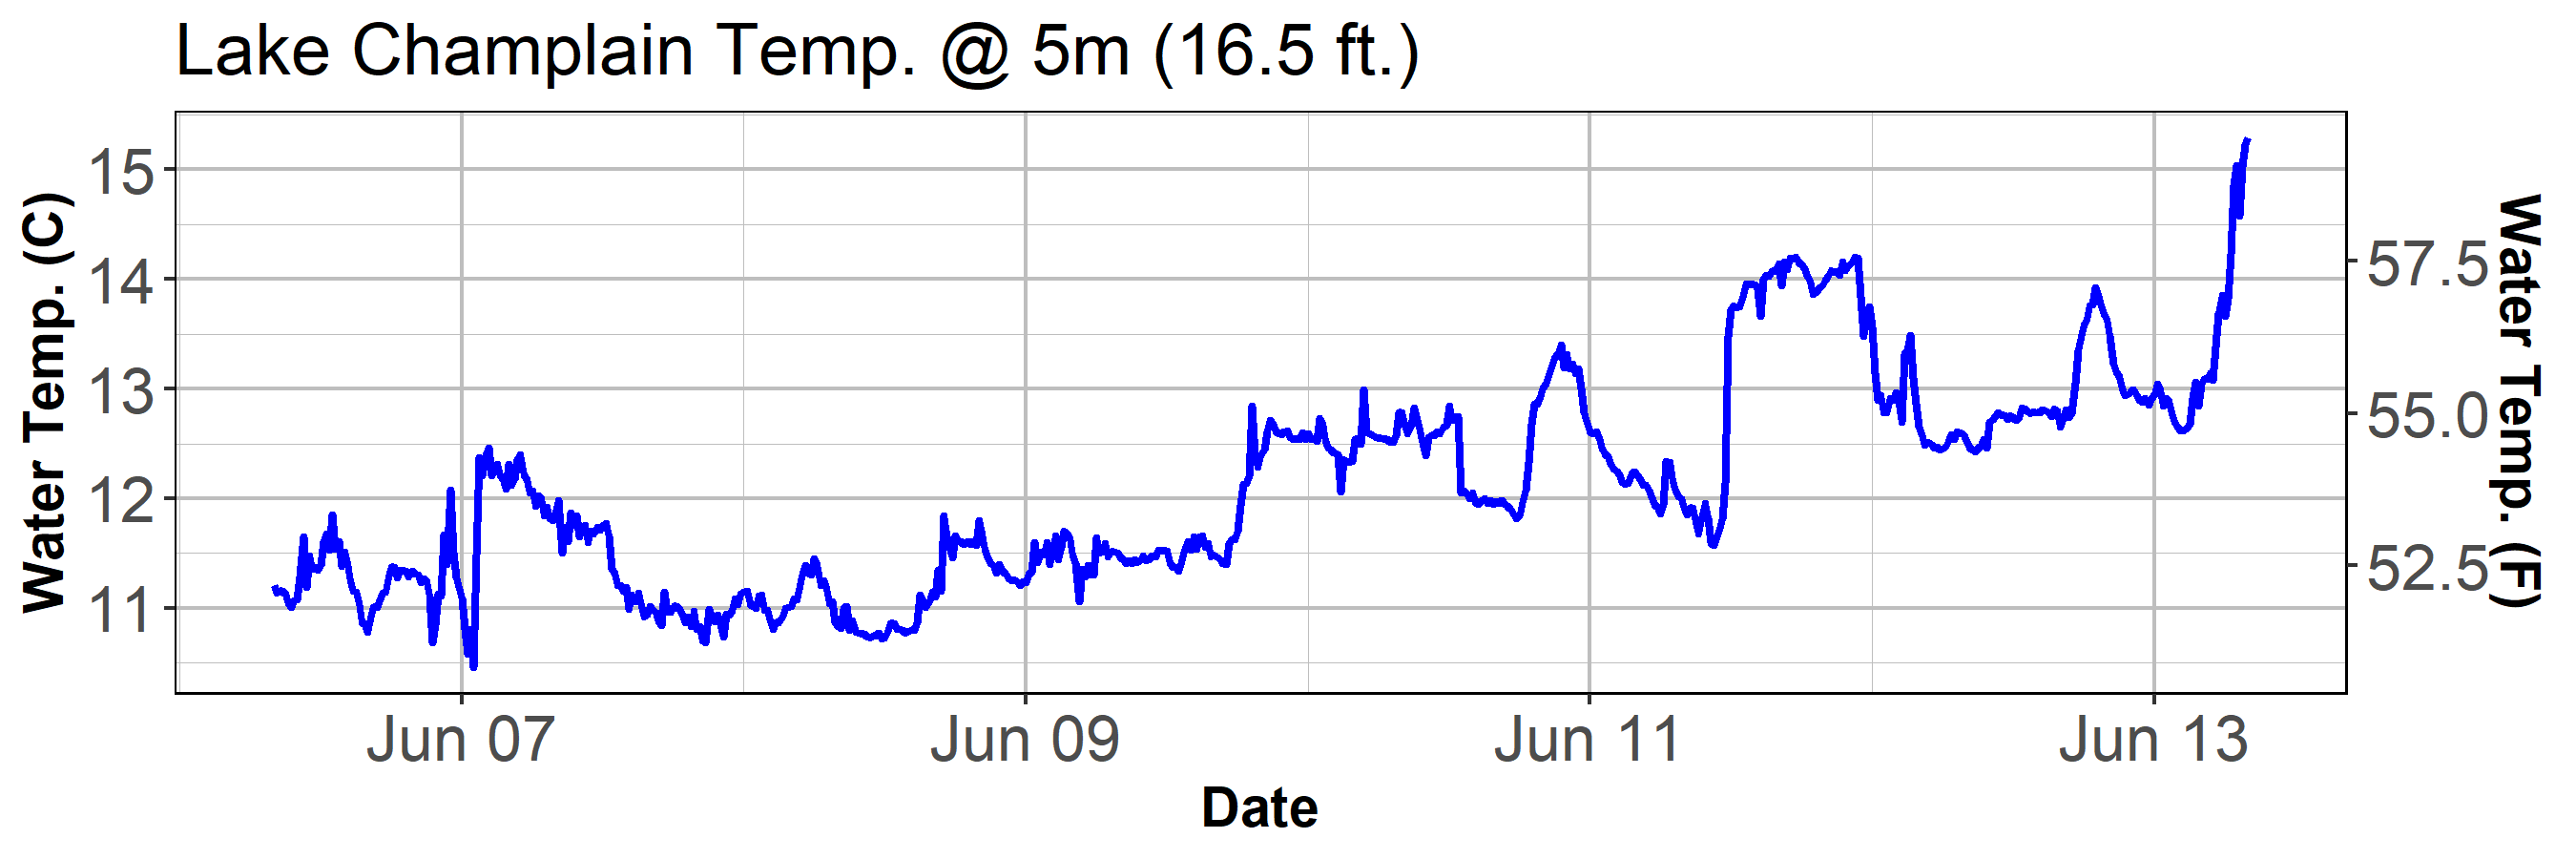 Lake Champlain Temp. @ 5m (16.5 ft.)
Water Temp. (C)
15
14
13
12
11
57.5
55.0
52.5
Water Temp. (F)
Jun 07 Jun 09 Jun 11 Jun 13
Date